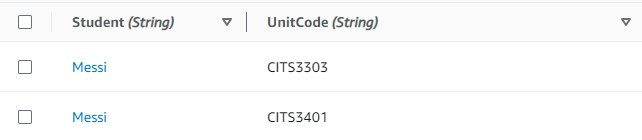 Student (String) UnitCode (String)
Messi CITS3303
Messi CITS3401